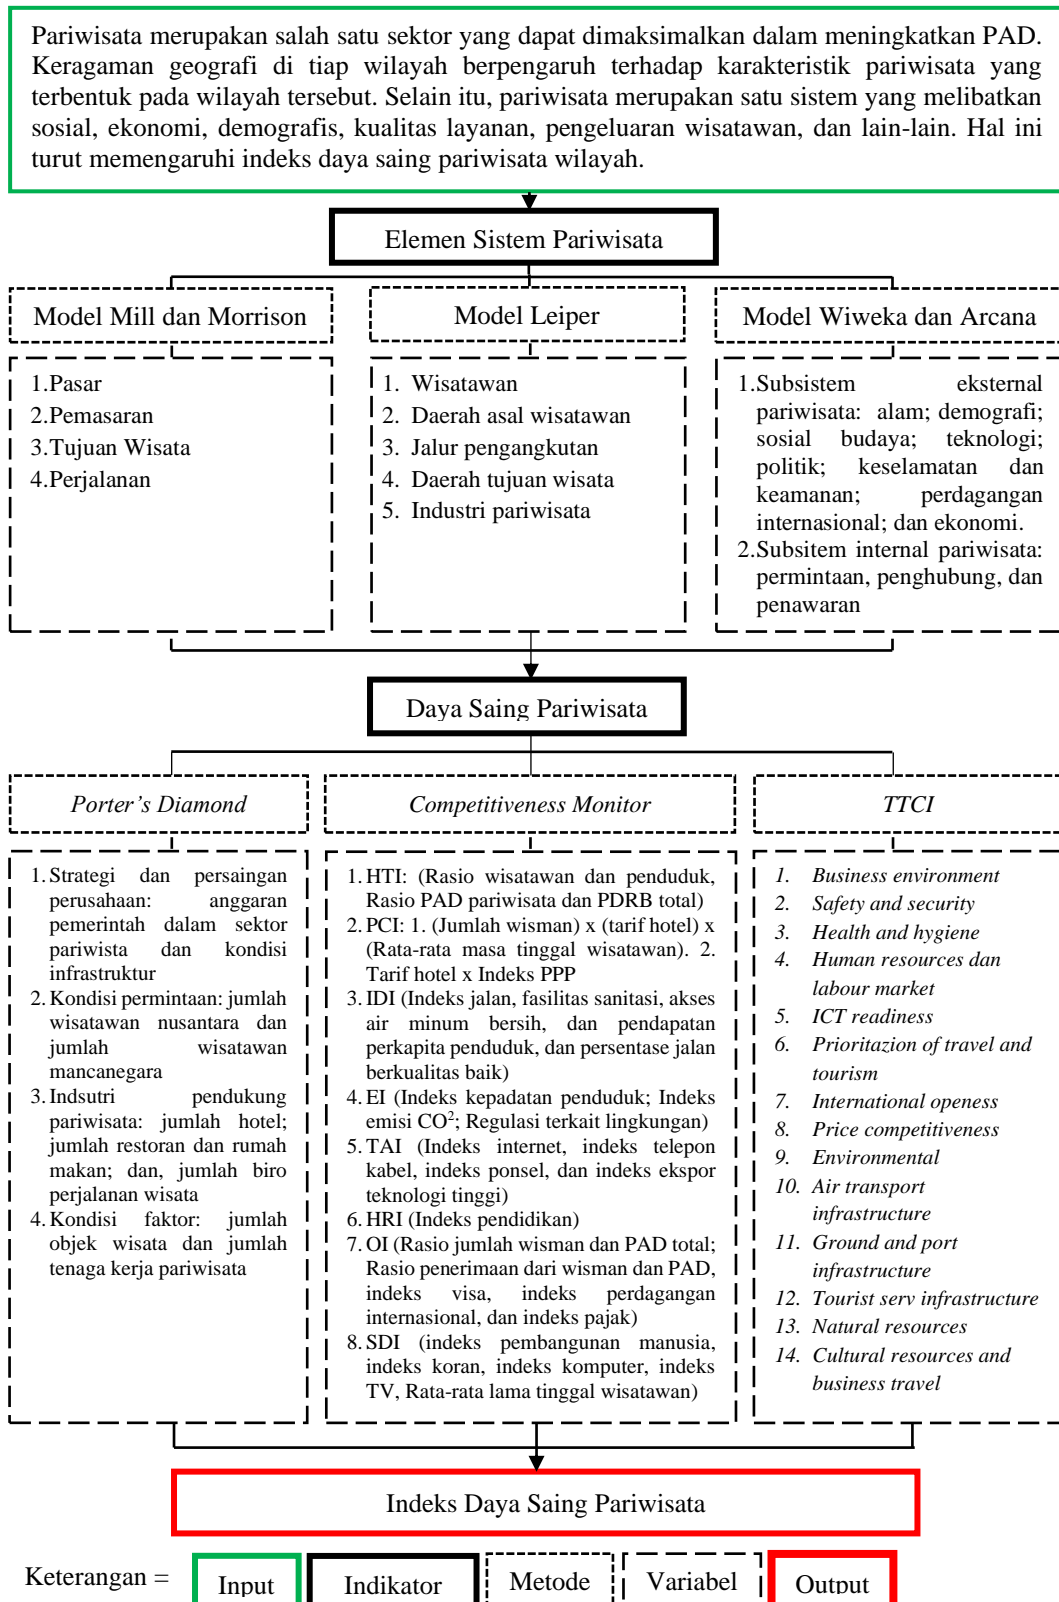 Pariwisata merupakan salah satu sektor yang dapat dimaksimalkan dalam meningkatkan PAD.
Keragaman geografi di tiap wilayah berpengaruh terhadap karakteristik pariwisata yang
terbentuk pada wilayah tersebut. Selain itu, pariwisata merupakan satu sistem yang melibatkan
sosial, ekonomi, demografis, kualitas layanan, pengeluaran wisatawan, dan lain-lain. Hal ini
turut memengaruhi indeks daya saing pariwisata wilayah.
Elemen Sistem Pariwisata
Model Mill dan Morrison
1.Pasar
2.Pemasaran
3.Tujuan Wisata
4.Perjalanan
Model Leiper
1. Wisatawan
2. Daerah asal wisatawan
3. Jalur pengangkutan
4. Daerah tujuan wisata
5. Industri pariwisata
Model Wiweka dan Arcana
1.Subsistem eksternal
pariwisata: alam; demografi;
sosial budaya; teknologi;
politik; keselamatan dan
keamanan; perdagangan
internasional; dan ekonomi.
2.Subsitem internal pariwisata:
permintaan, penghubung, dan
penawaran
Daya Saing Pariwisata
Porter’s Diamond
1. Strategi dan persaingan
perusahaan: anggaran
pemerintah dalam sektor
pariwista dan kondisi
infrastruktur
2. Kondisi permintaan: jumlah
wisatawan nusantara dan
jumlah wisatawan
mancanegara
3. Indsutri pendukung
pariwisata: jumlah hotel;
jumlah restoran dan rumah
makan; dan, jumlah biro
perjalanan wisata
4. Kondisi faktor: jumlah
objek wisata dan jumlah
tenaga kerja pariwisata
Competitiveness Monitor
1. HTI: (Rasio wisatawan dan penduduk,
Rasio PAD pariwisata dan PDRB total)
2. PCI: 1. (Jumlah wisman) x (tarif hotel) x
(Rata-rata masa tinggal wisatawan). 2.
Tarif hotel x Indeks PPP
3. IDI (Indeks jalan, fasilitas sanitasi, akses
air minum bersih, dan pendapatan
perkapita penduduk, dan persentase jalan
berkualitas baik)
4. EI (Indeks kepadatan penduduk; Indeks
emisi CO²; Regulasi terkait lingkungan)
5. TAI (Indeks internet, indeks telepon
kabel, indeks ponsel, dan indeks ekspor
teknologi tinggi)
6. HRI (Indeks pendidikan)
7. OI (Rasio jumlah wisman dan PAD total;
Rasio penerimaan dari wisman dan PAD,
indeks visa, indeks perdagangan
internasional, dan indeks pajak)
8. SDI (indeks pembangunan manusia,
indeks koran, indeks komputer, indeks
TV, Rata-rata lama tinggal wisatawan)
TTCI
1. Business environment
2. Safety and security
3. Health and hygiene
4. Human resources dan
labour market
5. ICT readiness
6. Prioritazion of travel and
tourism
7. International openess
8. Price competitiveness
9. Environmental
10. Air transport
infrastructure
11. Ground and port
infrastructure
12. Tourist serv infrastructure
13. Natural resources
14. Cultural resources and
business travel
Indeks Daya Saing Pariwisata
Keterangan = Input Indikator Metode Variabel Output